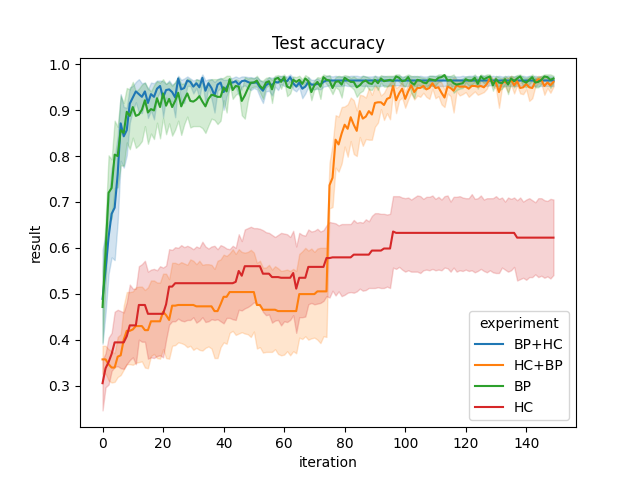 Test accuracy
1.0
0.9
0.8
0.7
0.6
0.5
0.4
0.3
result
0 20 40 60 80 100 120 140
iteration
experiment
BP+HC
HC+BP
BP
HC